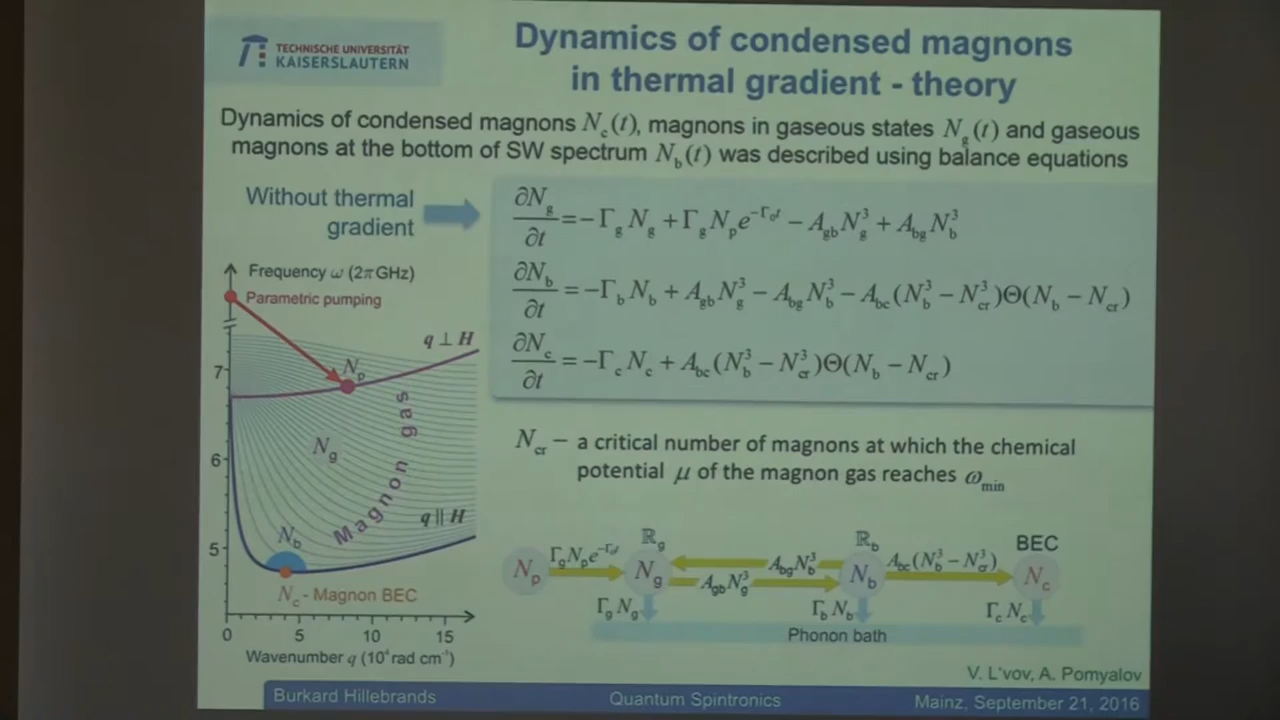 TECHNISCHE UNIVERSITÄT
KAISERSLAUTERN
Dynamics of condensed magnons
in thermal gradient - theory
Dynamics of condensed magnons N_c(t), magnons in gaseous states N_g(t) and gaseous
magnons at the bottom of SW spectrum N_b(t) was described using balance equations
Without thermal
gradient
∂N_g/∂t = −Γ_g N_g + Γ_g N_p e^{−Γ_0 t} − A_gb N_g^3 + A_bg N_b^3
∂N_b/∂t = −Γ_b N_b + A_gb N_g^3 − A_bg N_b^3 − A_bc (N_b^3 − N_cr^3)Θ(N_b − N_cr)
∂N_c/∂t = −Γ_c N_c + A_bc (N_b^3 − N_cr^3)Θ(N_b − N_cr)
Frequency ω (2π GHz)
Parametric pumping
q ⊥ H
7
N_p
N_g
Magnon gas
6
q || H
5
N_b
N_c - Magnon BEC
0 5 10 15
Wavenumber q (10^4 rad cm^-1)
N_cr – a critical number of magnons at which the chemical
potential μ of the magnon gas reaches ω_min
ℝ_g ℝ_b BEC
N_p Γ_g N_p e^{−Γ_0 t} N_g A_bg N_b^3 A_gb N_g^3 N_b A_bc(N_b^3 − N_cr^3) N_c
Γ_g N_g Γ_b N_b Γ_c N_c
Phonon bath
V. L'vov, A. Pomyalov
Burkard Hillebrands Quantum Spintronics Mainz, September 21, 2016